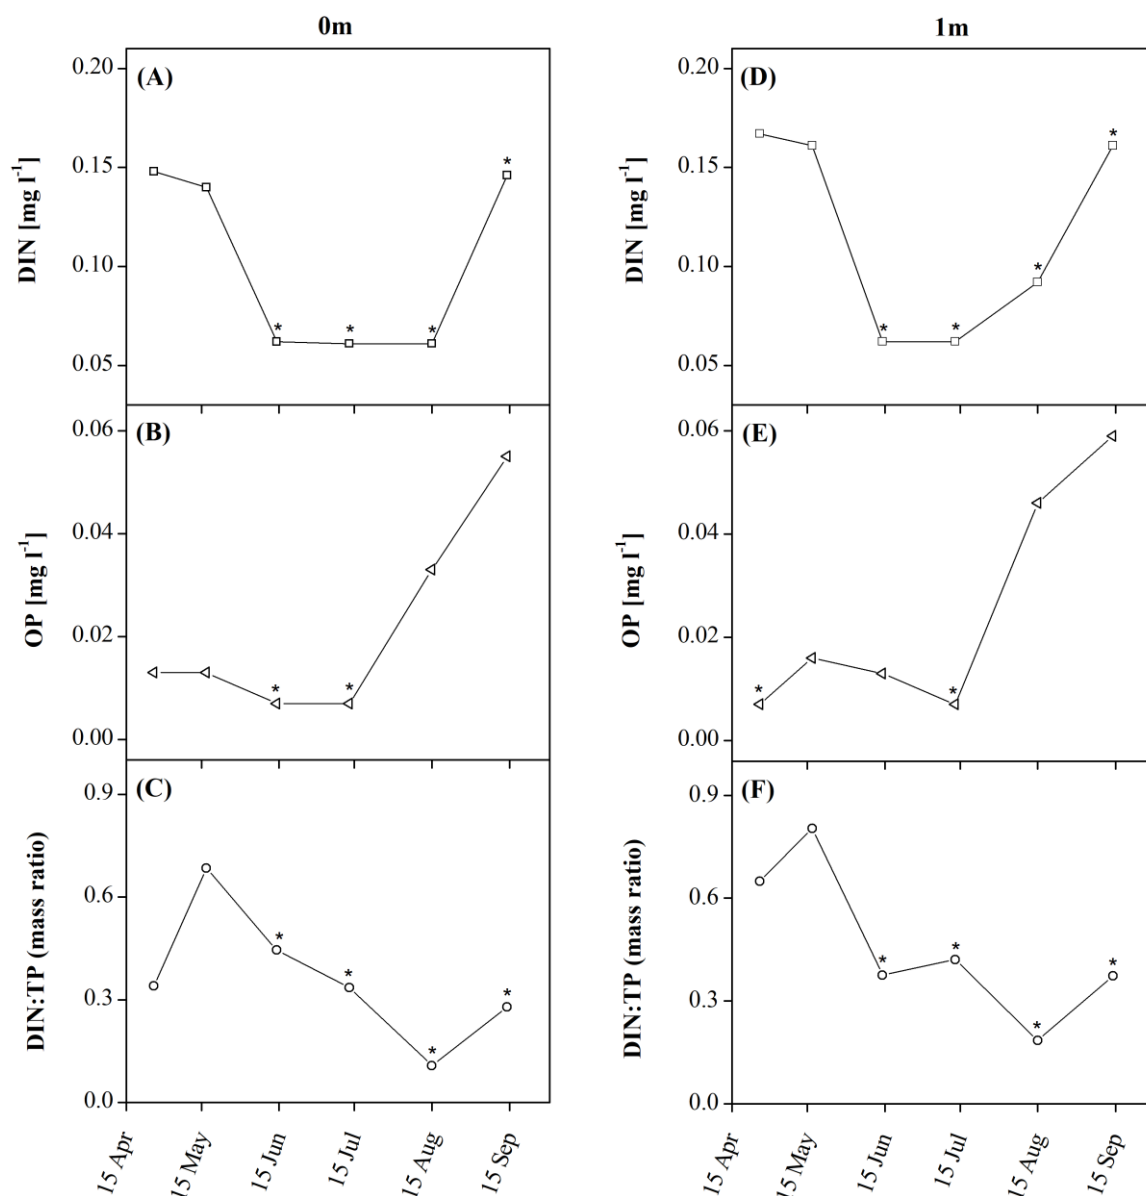 0m
(A)
DIN [mg l⁻¹]
0.20
0.15
0.10
0.05
*
*
*
*
(B)
OP [mg l⁻¹]
0.06
0.04
0.02
0.00
*
*
(C)
DIN:TP (mass ratio)
0.9
0.6
0.3
0.0
*
*
*
*
15 Apr
15 May
15 Jun
15 Jul
15 Aug
15 Sep
1m
(D)
DIN [mg l⁻¹]
0.20
0.15
0.10
0.05
*
*
*
*
(E)
OP [mg l⁻¹]
0.06
0.04
0.02
0.00
*
*
(F)
DIN:TP (mass ratio)
0.9
0.6
0.3
0.0
*
*
*
*
15 Apr
15 May
15 Jun
15 Jul
15 Aug
15 Sep